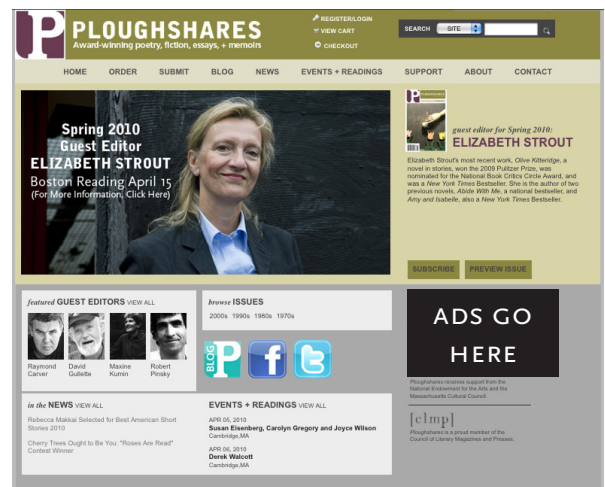 P PLOUGHSHARES
Award-winning poetry, fiction, essays, + memoirs
REGISTER/LOGIN
VIEW CART
CHECKOUT
SEARCH SITE
HOME ORDER SUBMIT BLOG NEWS EVENTS + READINGS SUPPORT ABOUT CONTACT
Spring 2010
Guest Editor
ELIZABETH STROUT
Boston Reading April 15
(For More Information, Click Here)
PLOUGHSHARES
guest editor for Spring 2010:
ELIZABETH STROUT
Elizabeth Strout's most recent work, Olive Kitteridge, a
novel in stories, won the 2009 Pulitzer Prize, was
nominated for the National Book Critics Circle Award, and
was a New York Times Bestseller. She is the author of two
previous novels, Abide With Me, a national bestseller, and
Amy and Isabelle, also a New York Times Bestseller.
SUBSCRIBE PREVIEW ISSUE
featured GUEST EDITORS VIEW ALL
Raymond
Carver
David
Gullette
Maxine
Kumin
Robert
Pinsky
browse ISSUES
2000s 1990s 1980s 1970s
BLOG P f t
ADS GO
HERE
Ploughshares receives support from the
National Endowment for the Arts and the
Massachusetts Cultural Council.
[clmp]
Ploughshares is a proud member of the
Council of Literary Magazines and Presses.
in the NEWS VIEW ALL
Rebecca Makkai Selected for Best American Short
Stories 2010
Cherry Trees Ought to Be You: "Roses Are Read"
Contest Winner
EVENTS + READINGS VIEW ALL
APR 05, 2010
Susan Eisenberg, Carolyn Gregory and Joyce Wilson
Cambridge,MA
APR 06, 2010
Derek Walcott
Cambridge,MA